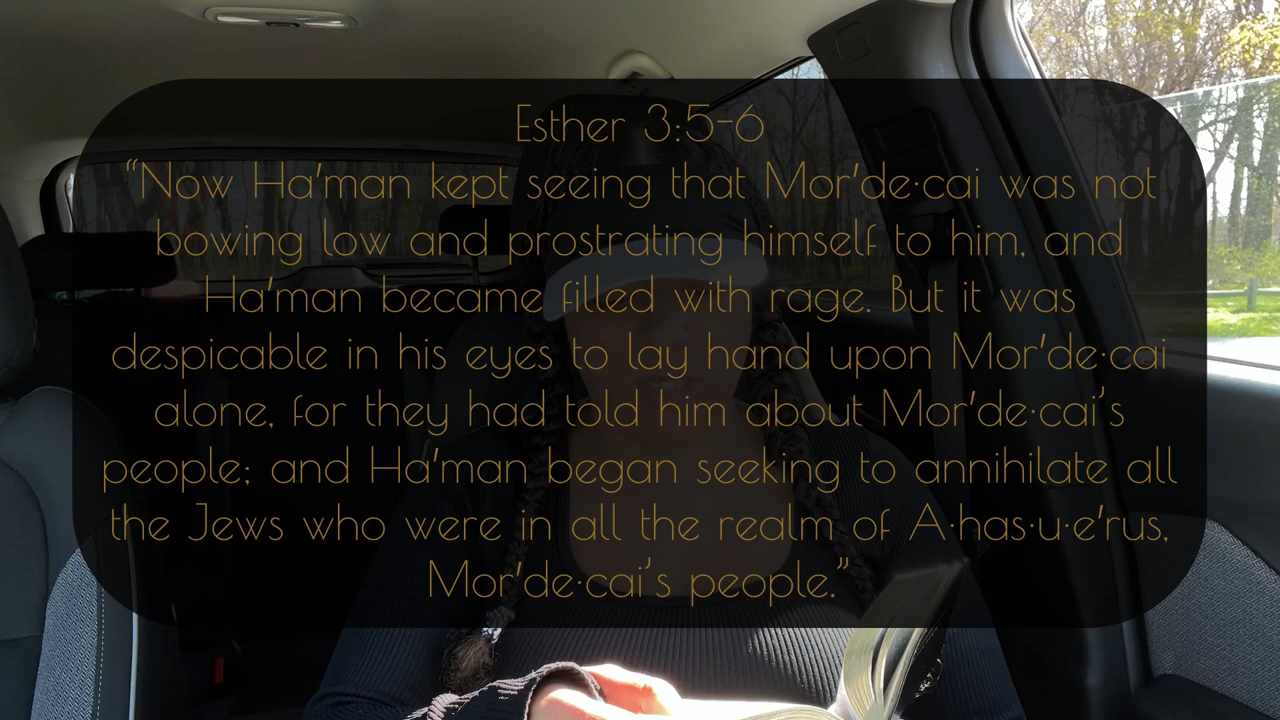 Esther 3:5-6
“Now Ha′man kept seeing that Mor′de·cai was not
bowing low and prostrating himself to him, and
Ha′man became filled with rage. But it was
despicable in his eyes to lay hand upon Mor′de·cai
alone, for they had told him about Mor′de·cai’s
people; and Ha′man began seeking to annihilate all
the Jews who were in all the realm of A·has·u·e′rus,
Mor′de·cai’s people.”